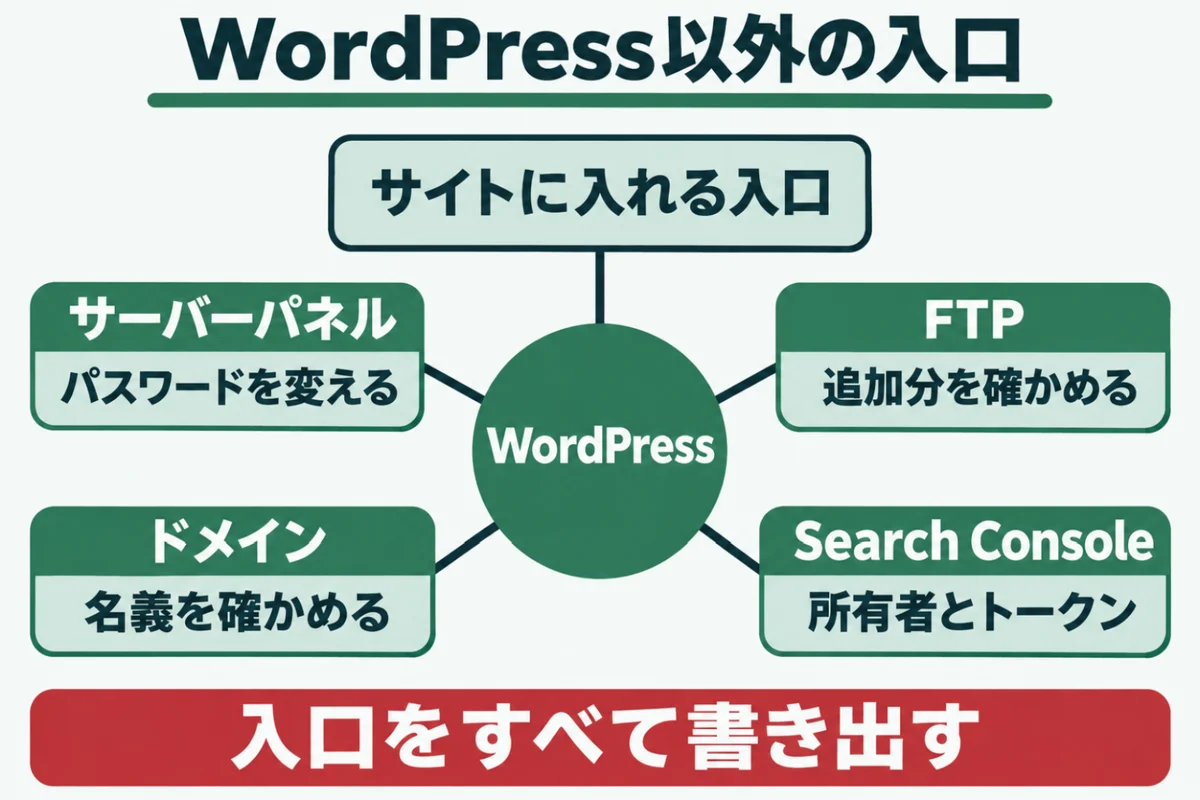 WordPress以外の入口
サイトに入れる入口
サーバーパネル
パスワードを変える
FTP
追加分を確かめる
WordPress
ドメイン
名義を確かめる
Search Console
所有者とトークン
入口をすべて書き出す